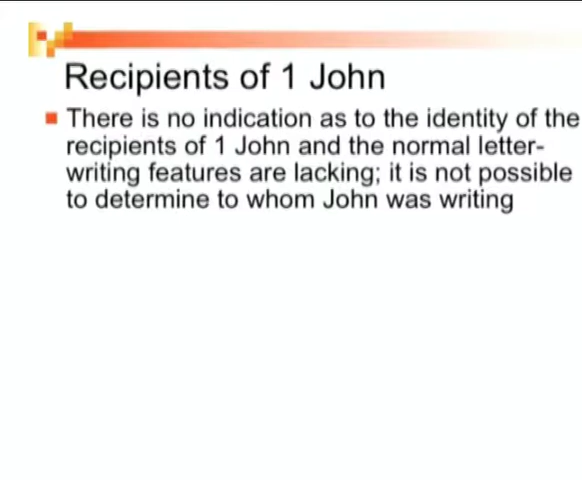 Recipients of 1 John
There is no indication as to the identity of the
recipients of 1 John and the normal letter-
writing features are lacking; it is not possible
to determine to whom John was writing